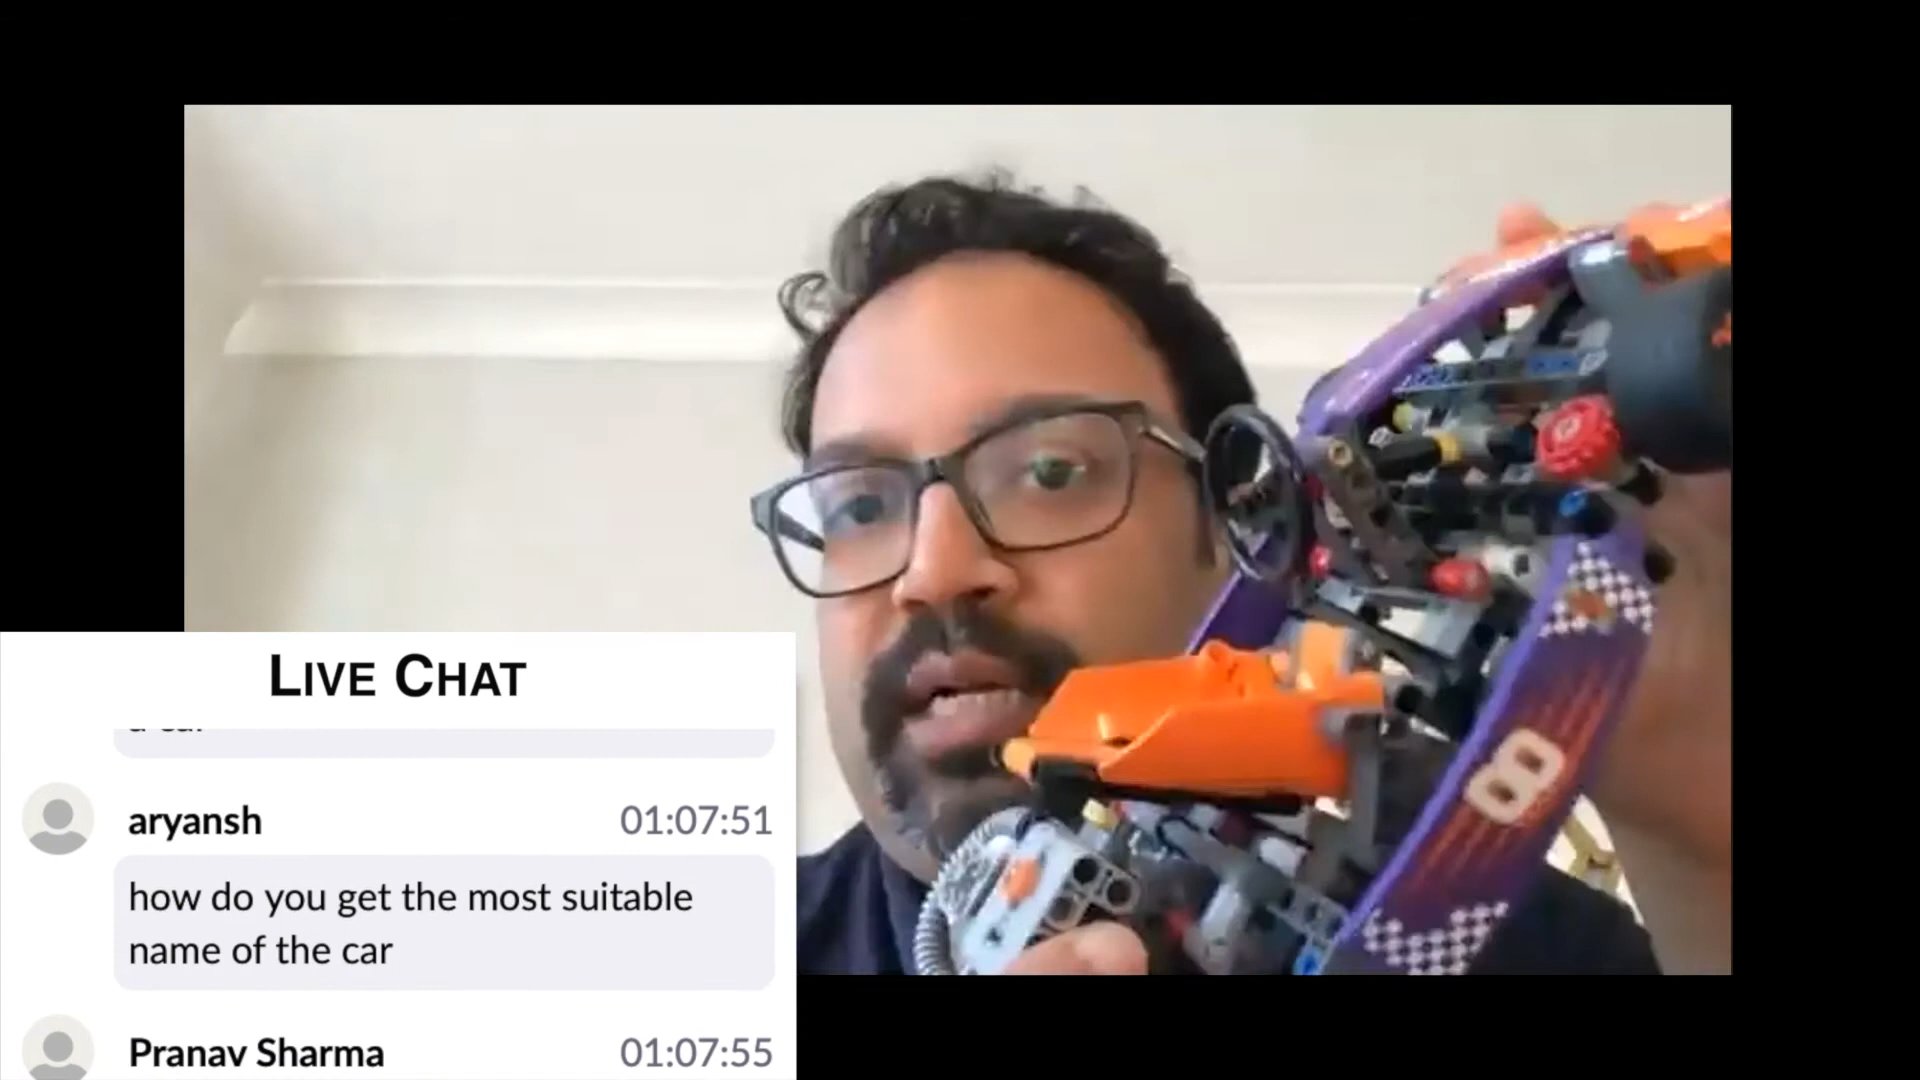 LIVE CHAT
aryansh 01:07:51
how do you get the most suitable
name of the car
Pranav Sharma 01:07:55
8